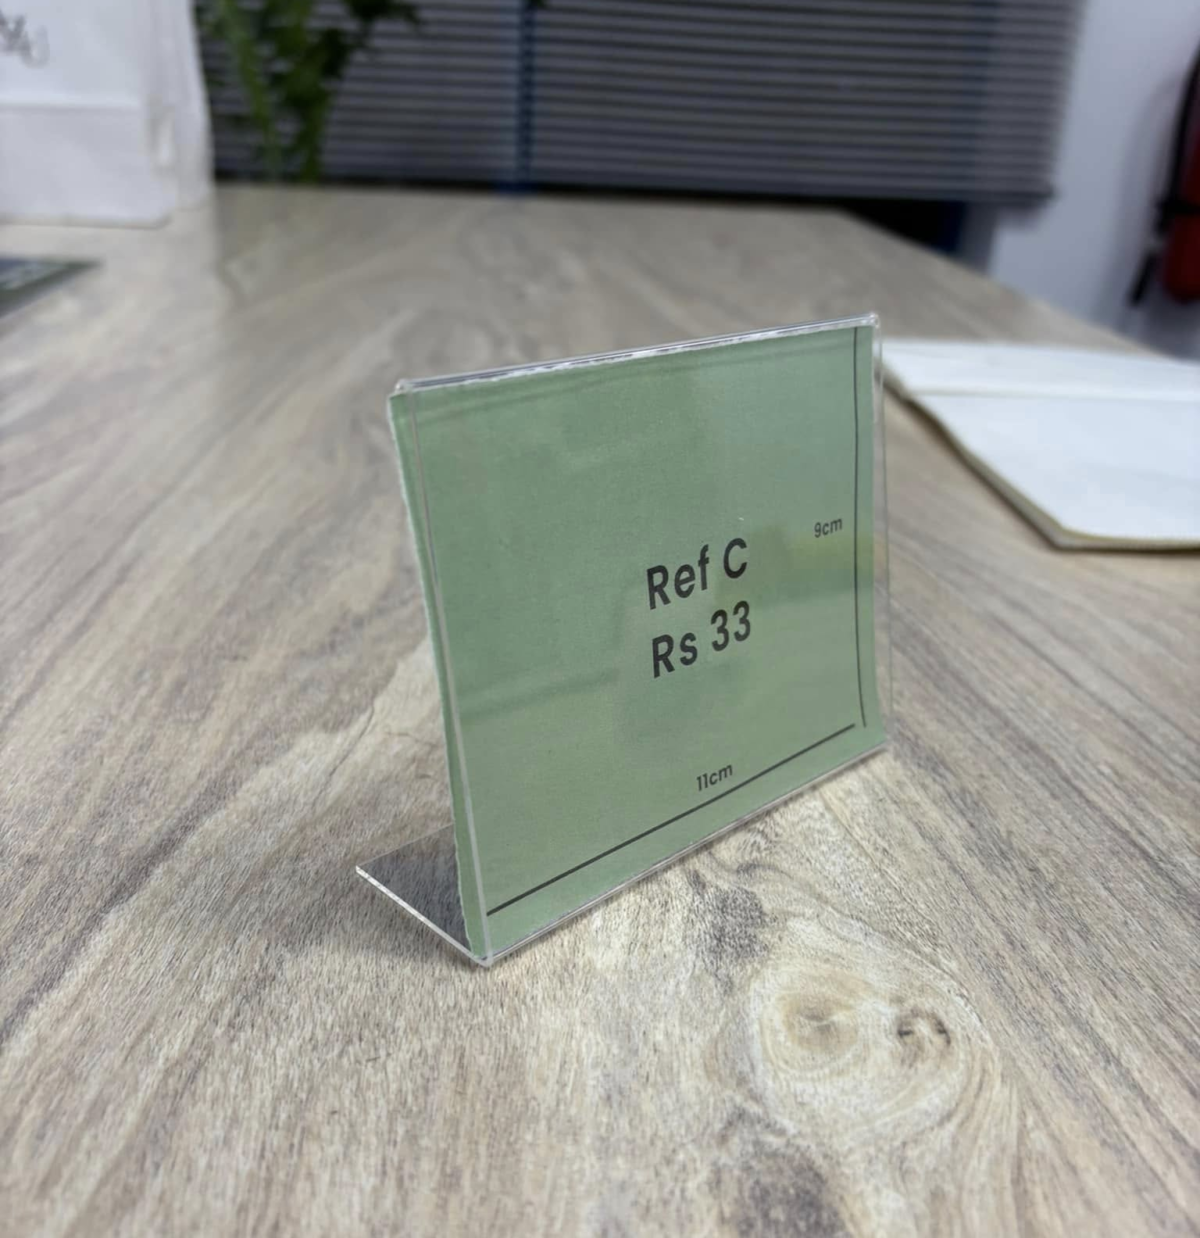 9cm
Ref C
Rs 33
11cm